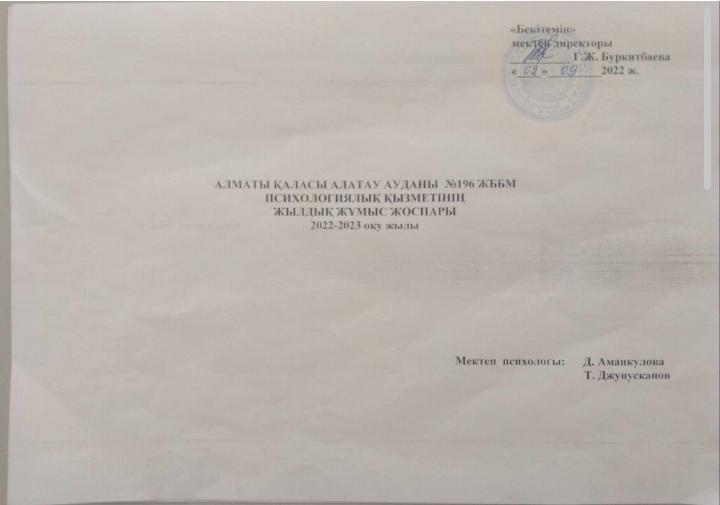 «Бекітемін»
мектеп директоры
________ Г.Ж. Буркитбаева
« 02 » 09 2022 ж.
АЛМАТЫ ҚАЛАСЫ АЛАТАУ АУДАНЫ №196 ЖББМ
ПСИХОЛОГИЯЛЫҚ ҚЫЗМЕТІНІҢ
ЖЫЛДЫҚ ЖҰМЫС ЖОСПАРЫ
2022-2023 оқу жылы
Мектеп психологы: Д. Аманкулова
Т. Джунусканов